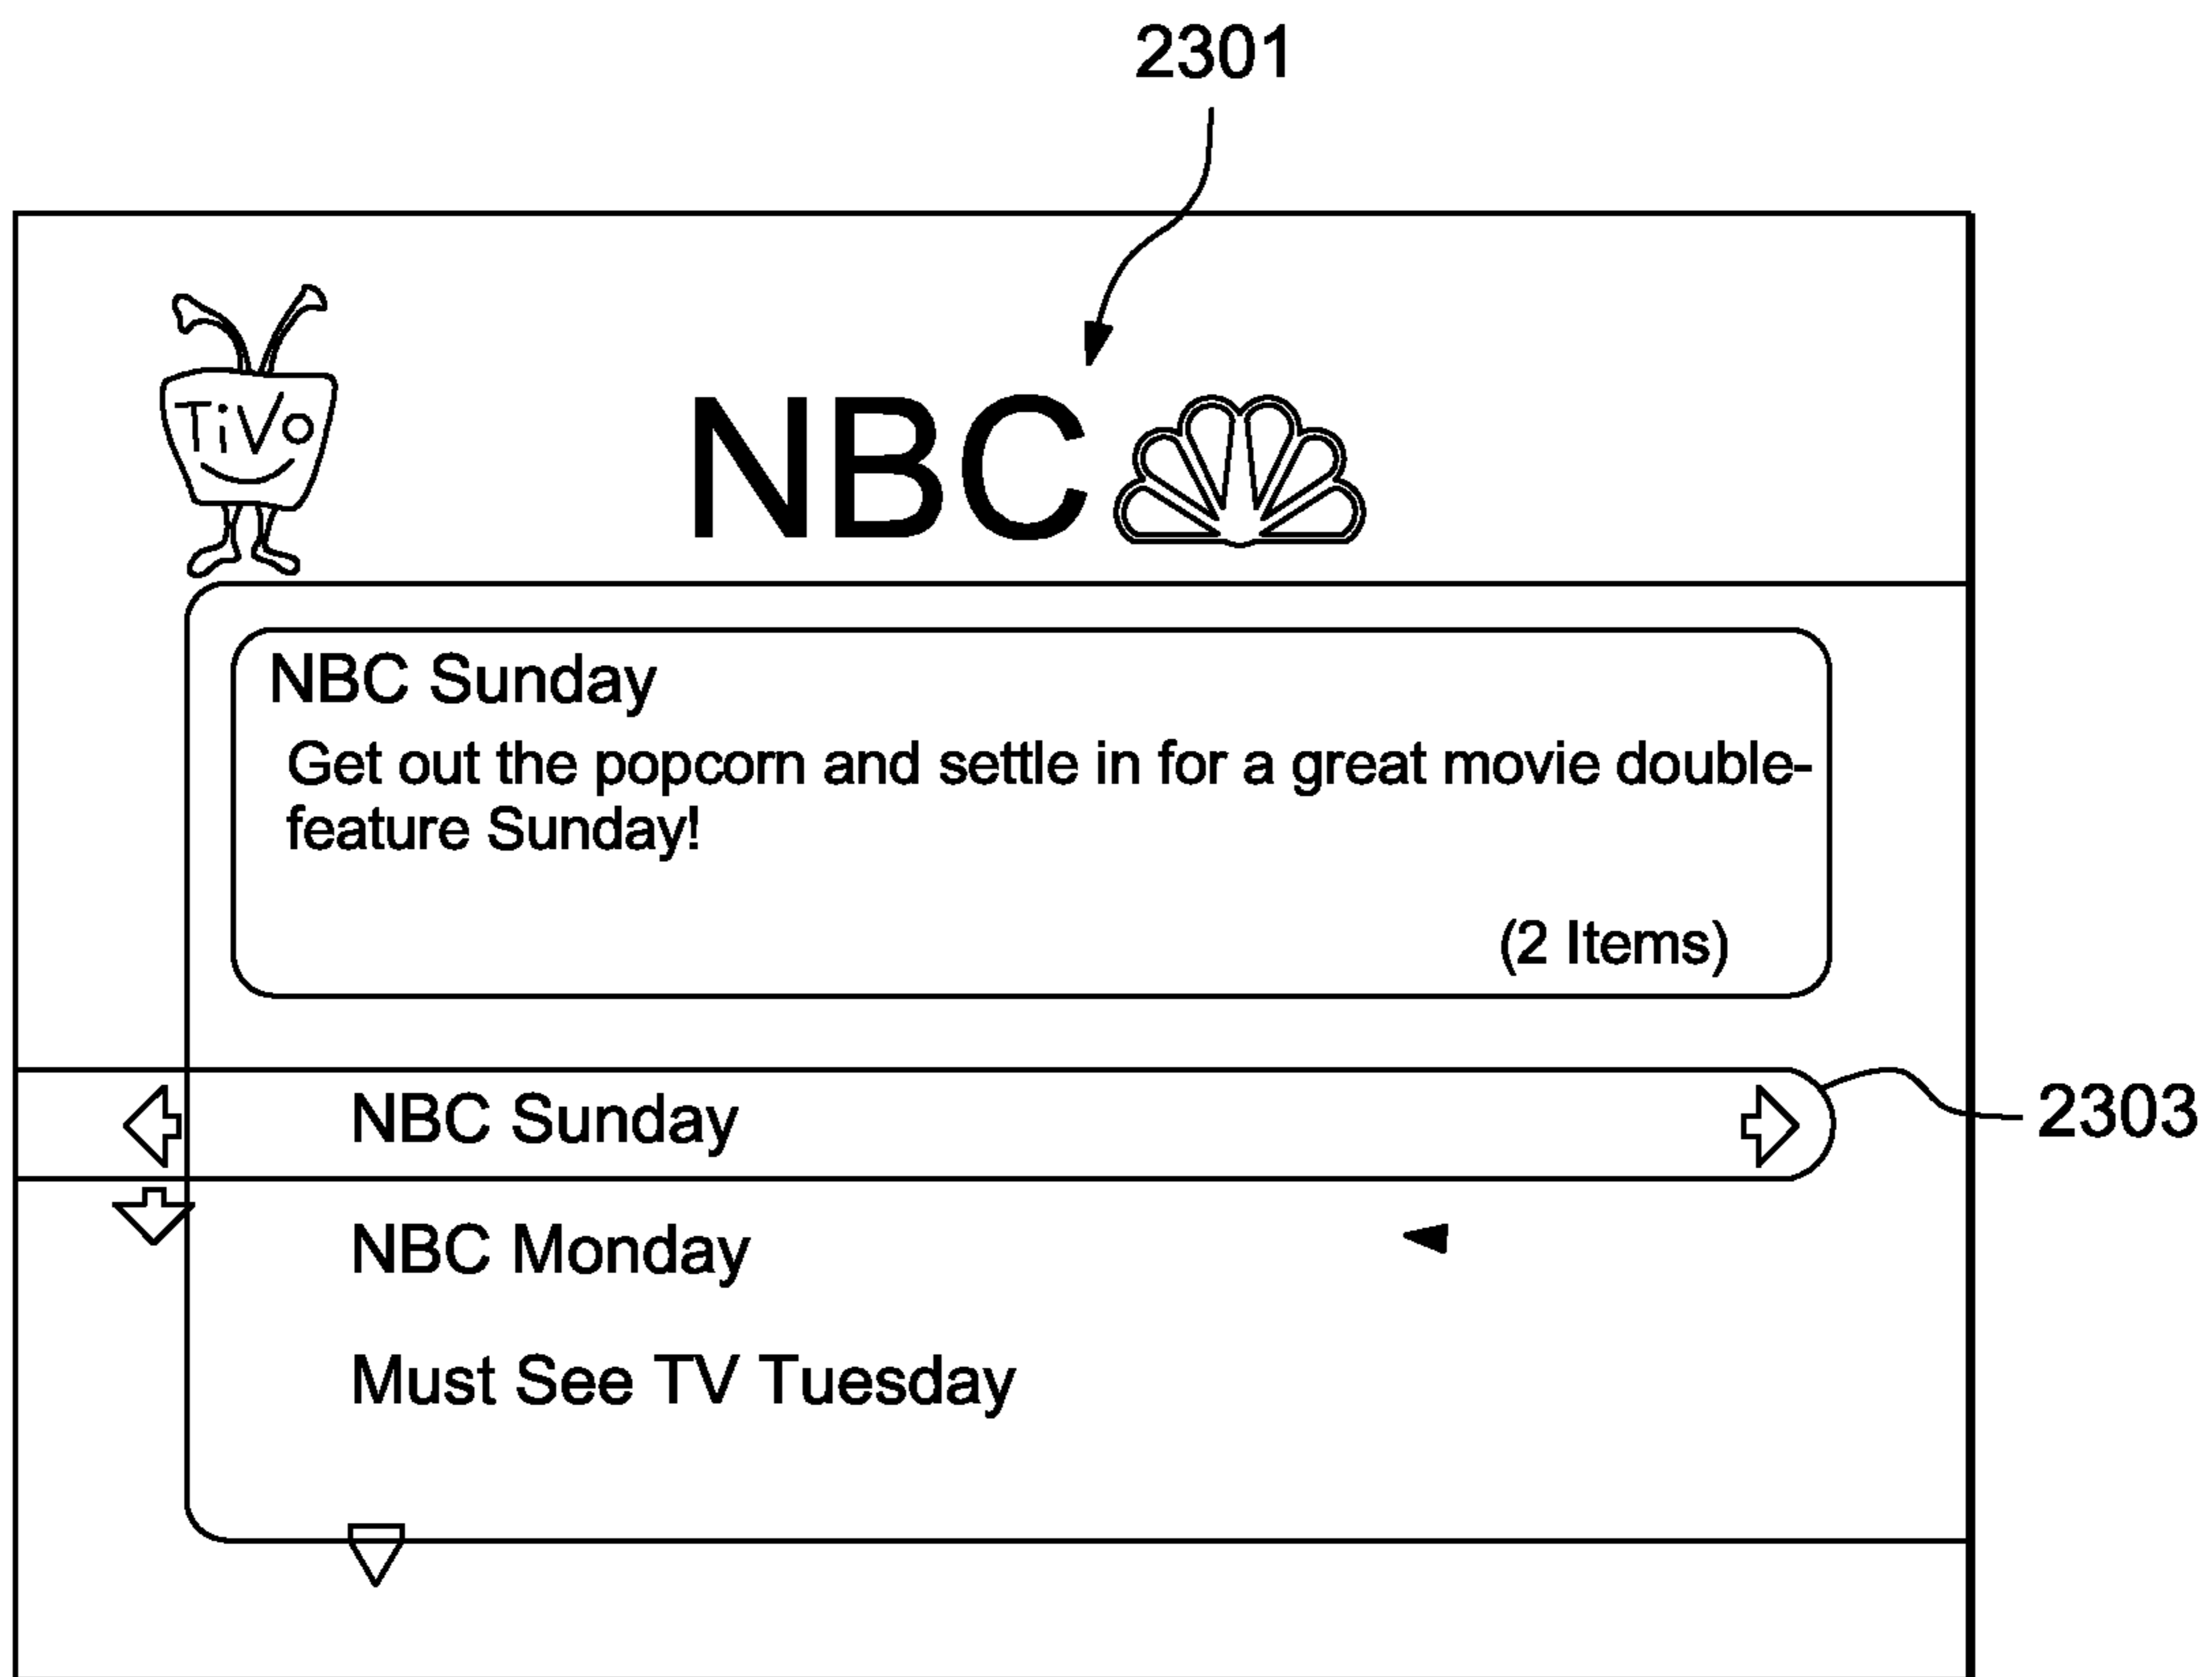 2301
TiVo
NBC
NBC Sunday
Get out the popcorn and settle in for a great movie double-
feature Sunday!
(2 Items)
NBC Sunday
2303
NBC Monday
Must See TV Tuesday